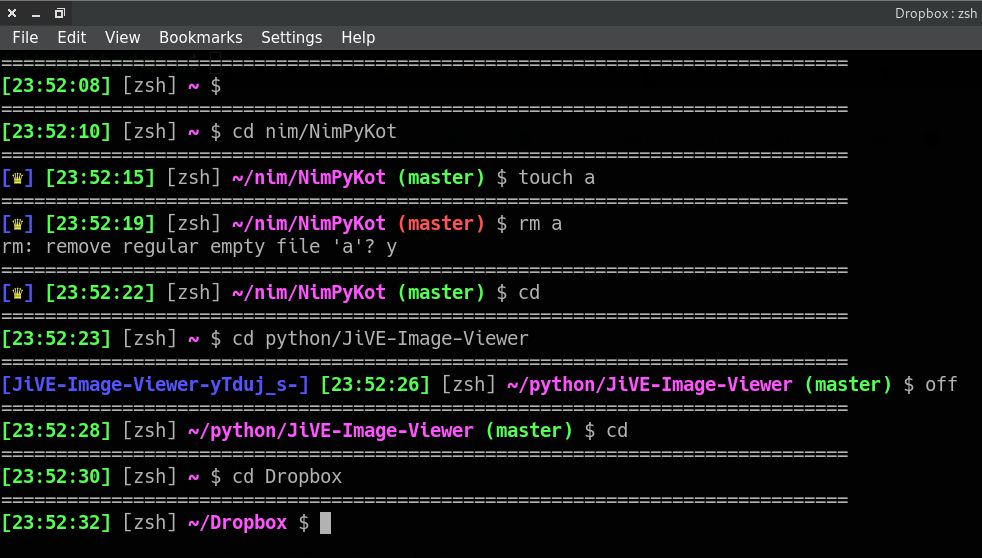 Dropbox : zsh
File Edit View Bookmarks Settings Help
=============================================================================
[23:52:08] [zsh] ~ $
=============================================================================
[23:52:10] [zsh] ~ $ cd nim/NimPyKot
=============================================================================
[♛] [23:52:15] [zsh] ~/nim/NimPyKot (master) $ touch a
=============================================================================
[♛] [23:52:19] [zsh] ~/nim/NimPyKot (master) $ rm a
rm: remove regular empty file 'a'? y
=============================================================================
[♛] [23:52:22] [zsh] ~/nim/NimPyKot (master) $ cd
=============================================================================
[23:52:23] [zsh] ~ $ cd python/JiVE-Image-Viewer
=============================================================================
[JiVE-Image-Viewer-yTduj_s-] [23:52:26] [zsh] ~/python/JiVE-Image-Viewer (master) $ off
=============================================================================
[23:52:28] [zsh] ~/python/JiVE-Image-Viewer (master) $ cd
=============================================================================
[23:52:30] [zsh] ~ $ cd Dropbox
=============================================================================
[23:52:32] [zsh] ~/Dropbox $